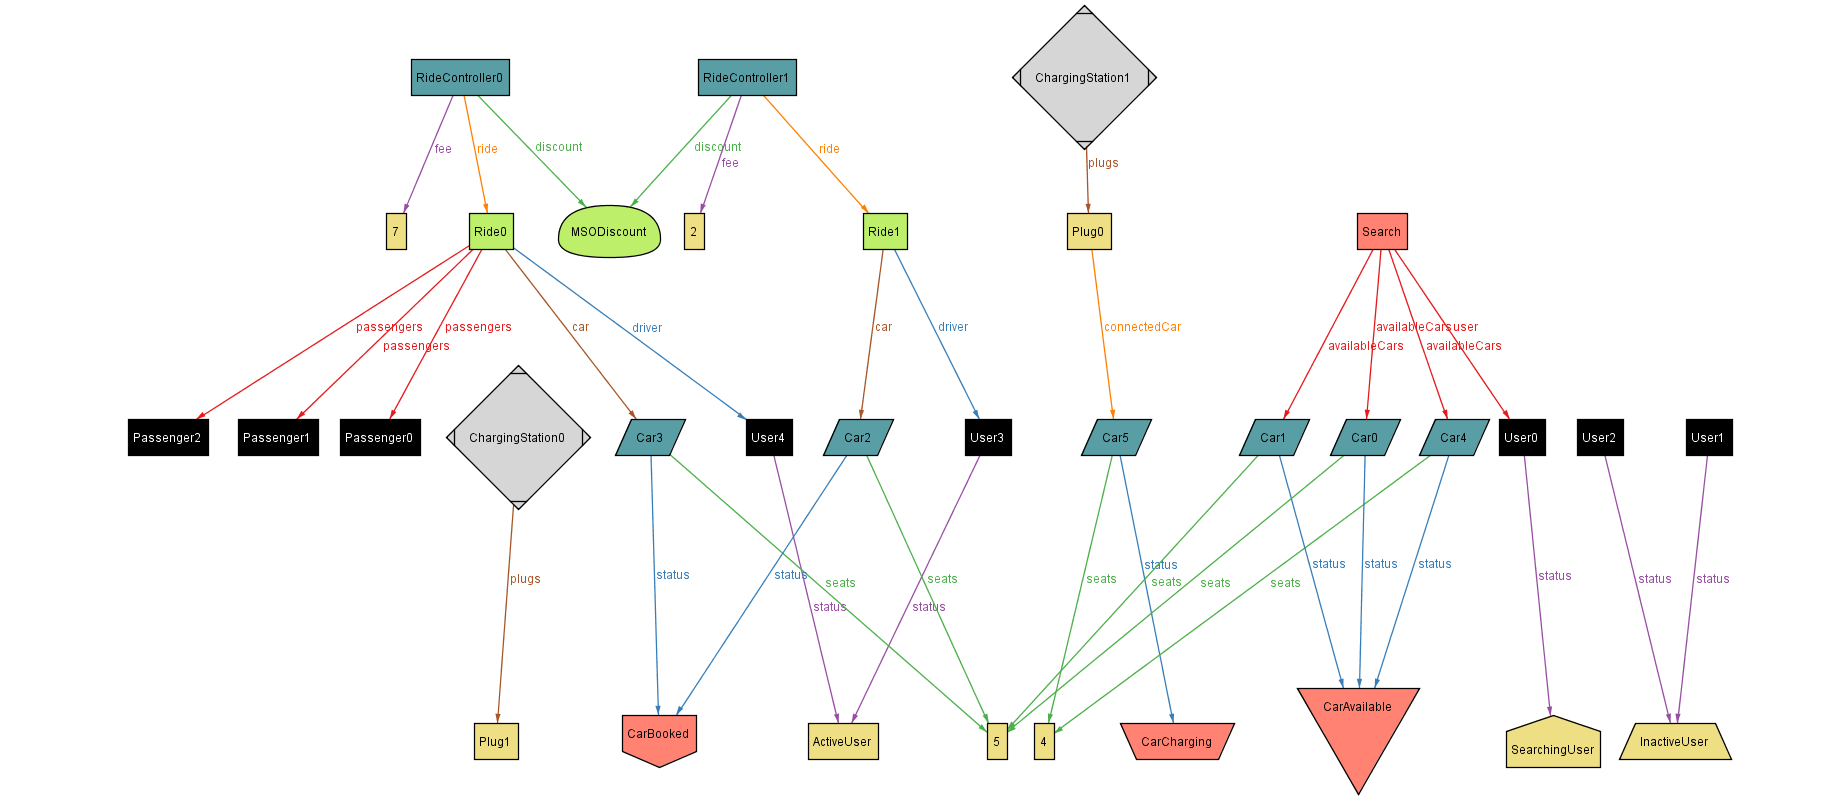 RideController0
RideController1
ChargingStation1
fee
ride
discount
discount
fee
ride
plugs
7
Ride0
MSODiscount
2
Ride1
Plug0
Search
passengers
passengers
passengers
car
driver
car
driver
connectedCar
availableCars
availableCars
user
availableCars
Passenger2
Passenger1
Passenger0
ChargingStation0
Car3
User4
Car2
User3
Car5
Car1
Car0
Car4
User0
User2
User1
plugs
status
status
status
seats
seats
status
seats
status
seats
seats
seats
status
status
status
status
status
status
Plug1
CarBooked
ActiveUser
5
4
CarCharging
CarAvailable
SearchingUser
InactiveUser